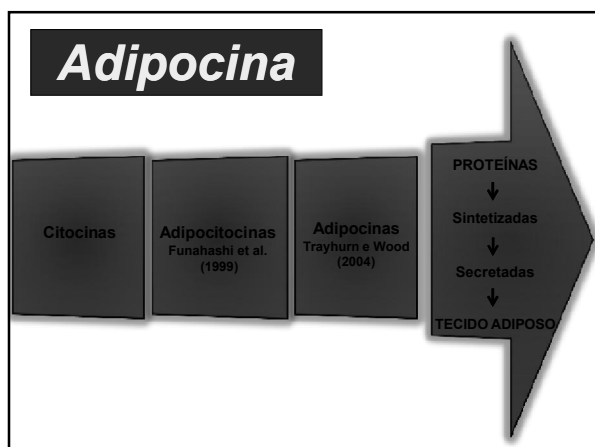 Adipocina
Citocinas
Adipocitocinas
Funahashi et al.
(1999)
Adipocinas
Trayhurn e Wood
(2004)
PROTEÍNAS
Sintetizadas
Secretadas
TECIDO ADIPOSO